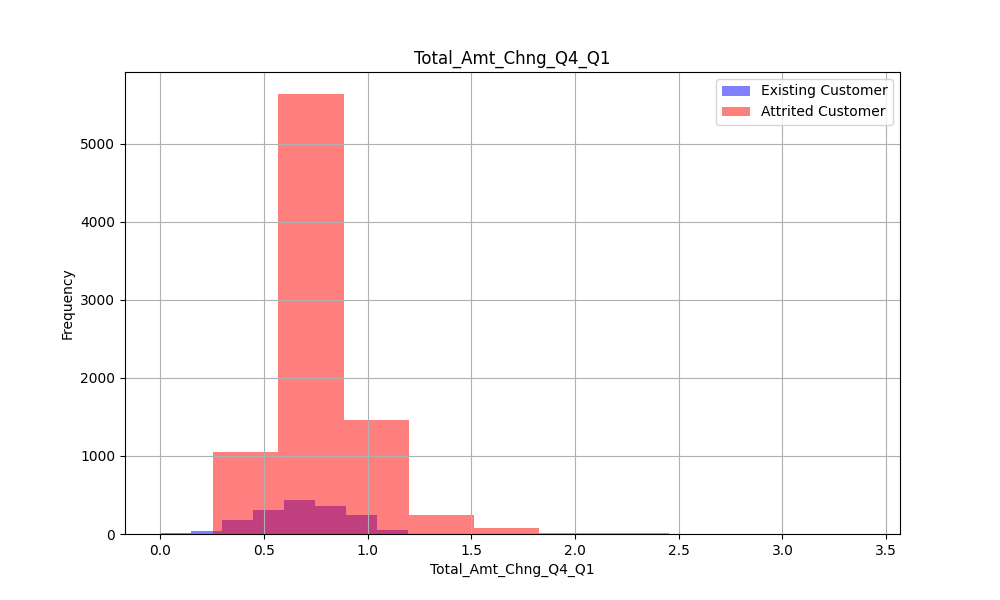 Total_Amt_Chng_Q4_Q1
Existing Customer
Attrited Customer
5000
4000
3000
2000
1000
0
Frequency
0.0 0.5 1.0 1.5 2.0 2.5 3.0 3.5
Total_Amt_Chng_Q4_Q1